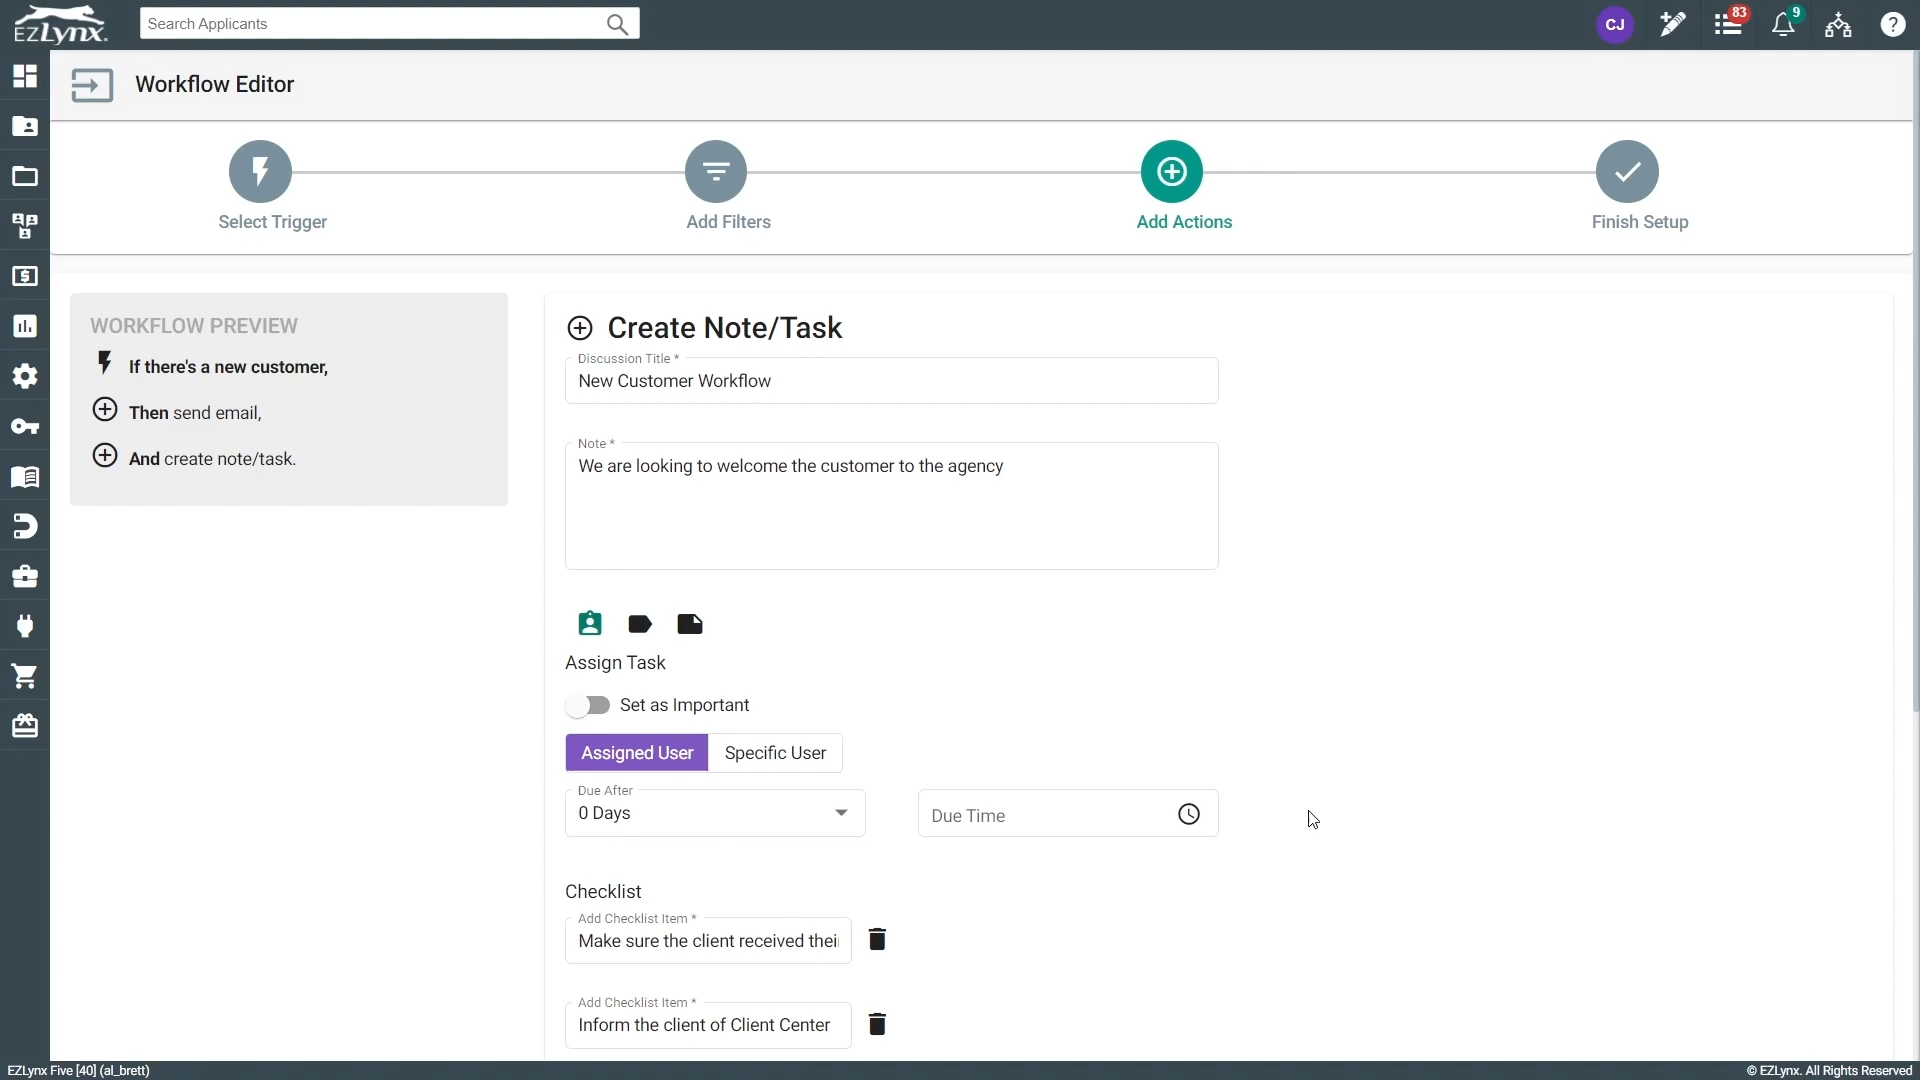 EZLynx.
Search Applicants
CJ
83
9
?
Workflow Editor
Select Trigger
Add Filters
Add Actions
Finish Setup
WORKFLOW PREVIEW
If there's a new customer,
Then send email,
And create note/task.
Create Note/Task
Discussion Title *
New Customer Workflow
Note *
We are looking to welcome the customer to the agency
Assign Task
Set as Important
Assigned User
Specific User
Due After
0 Days
Due Time
Checklist
Add Checklist Item *
Make sure the client received thei
Add Checklist Item *
Inform the client of Client Center
EZLynx Five [40] (al_brett)
© EZLynx. All Rights Reserved